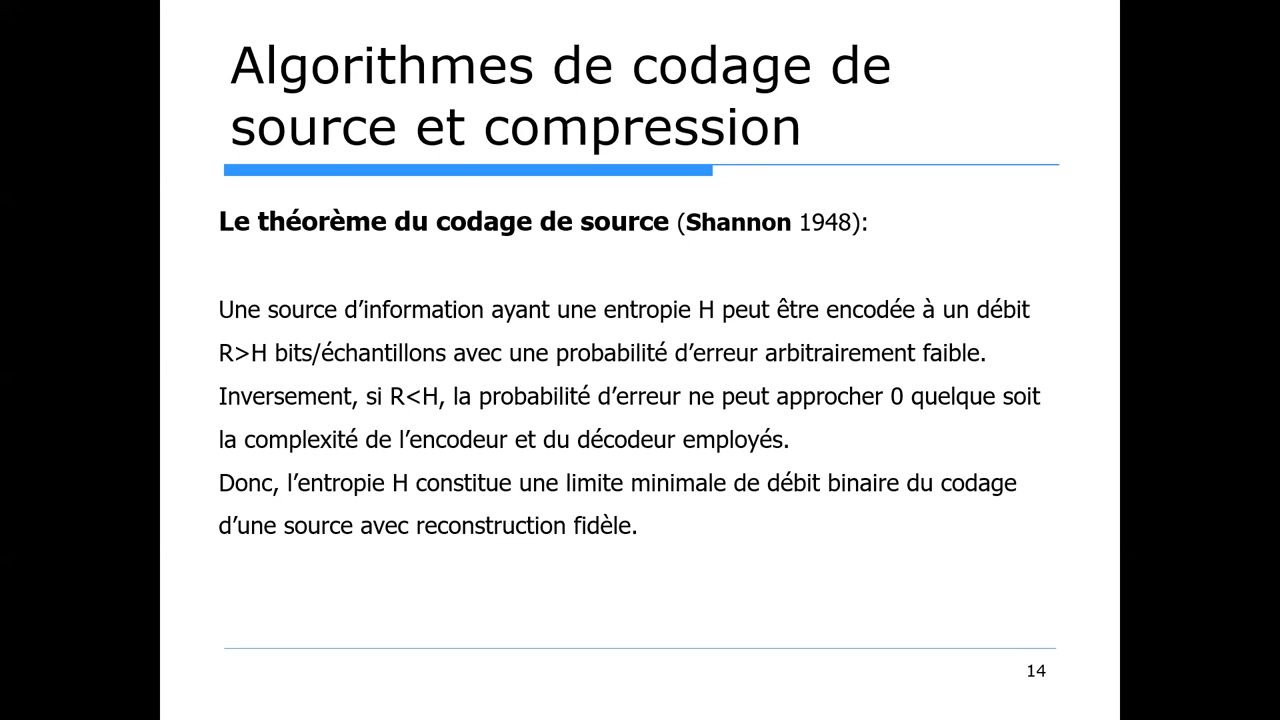 Algorithmes de codage de
source et compression
Le théorème du codage de source (Shannon 1948):
Une source d’information ayant une entropie H peut être encodée à un débit
R>H bits/échantillons avec une probabilité d’erreur arbitrairement faible.
Inversement, si R<H, la probabilité d’erreur ne peut approcher 0 quelque soit
la complexité de l’encodeur et du décodeur employés.
Donc, l’entropie H constitue une limite minimale de débit binaire du codage
d’une source avec reconstruction fidèle.
14